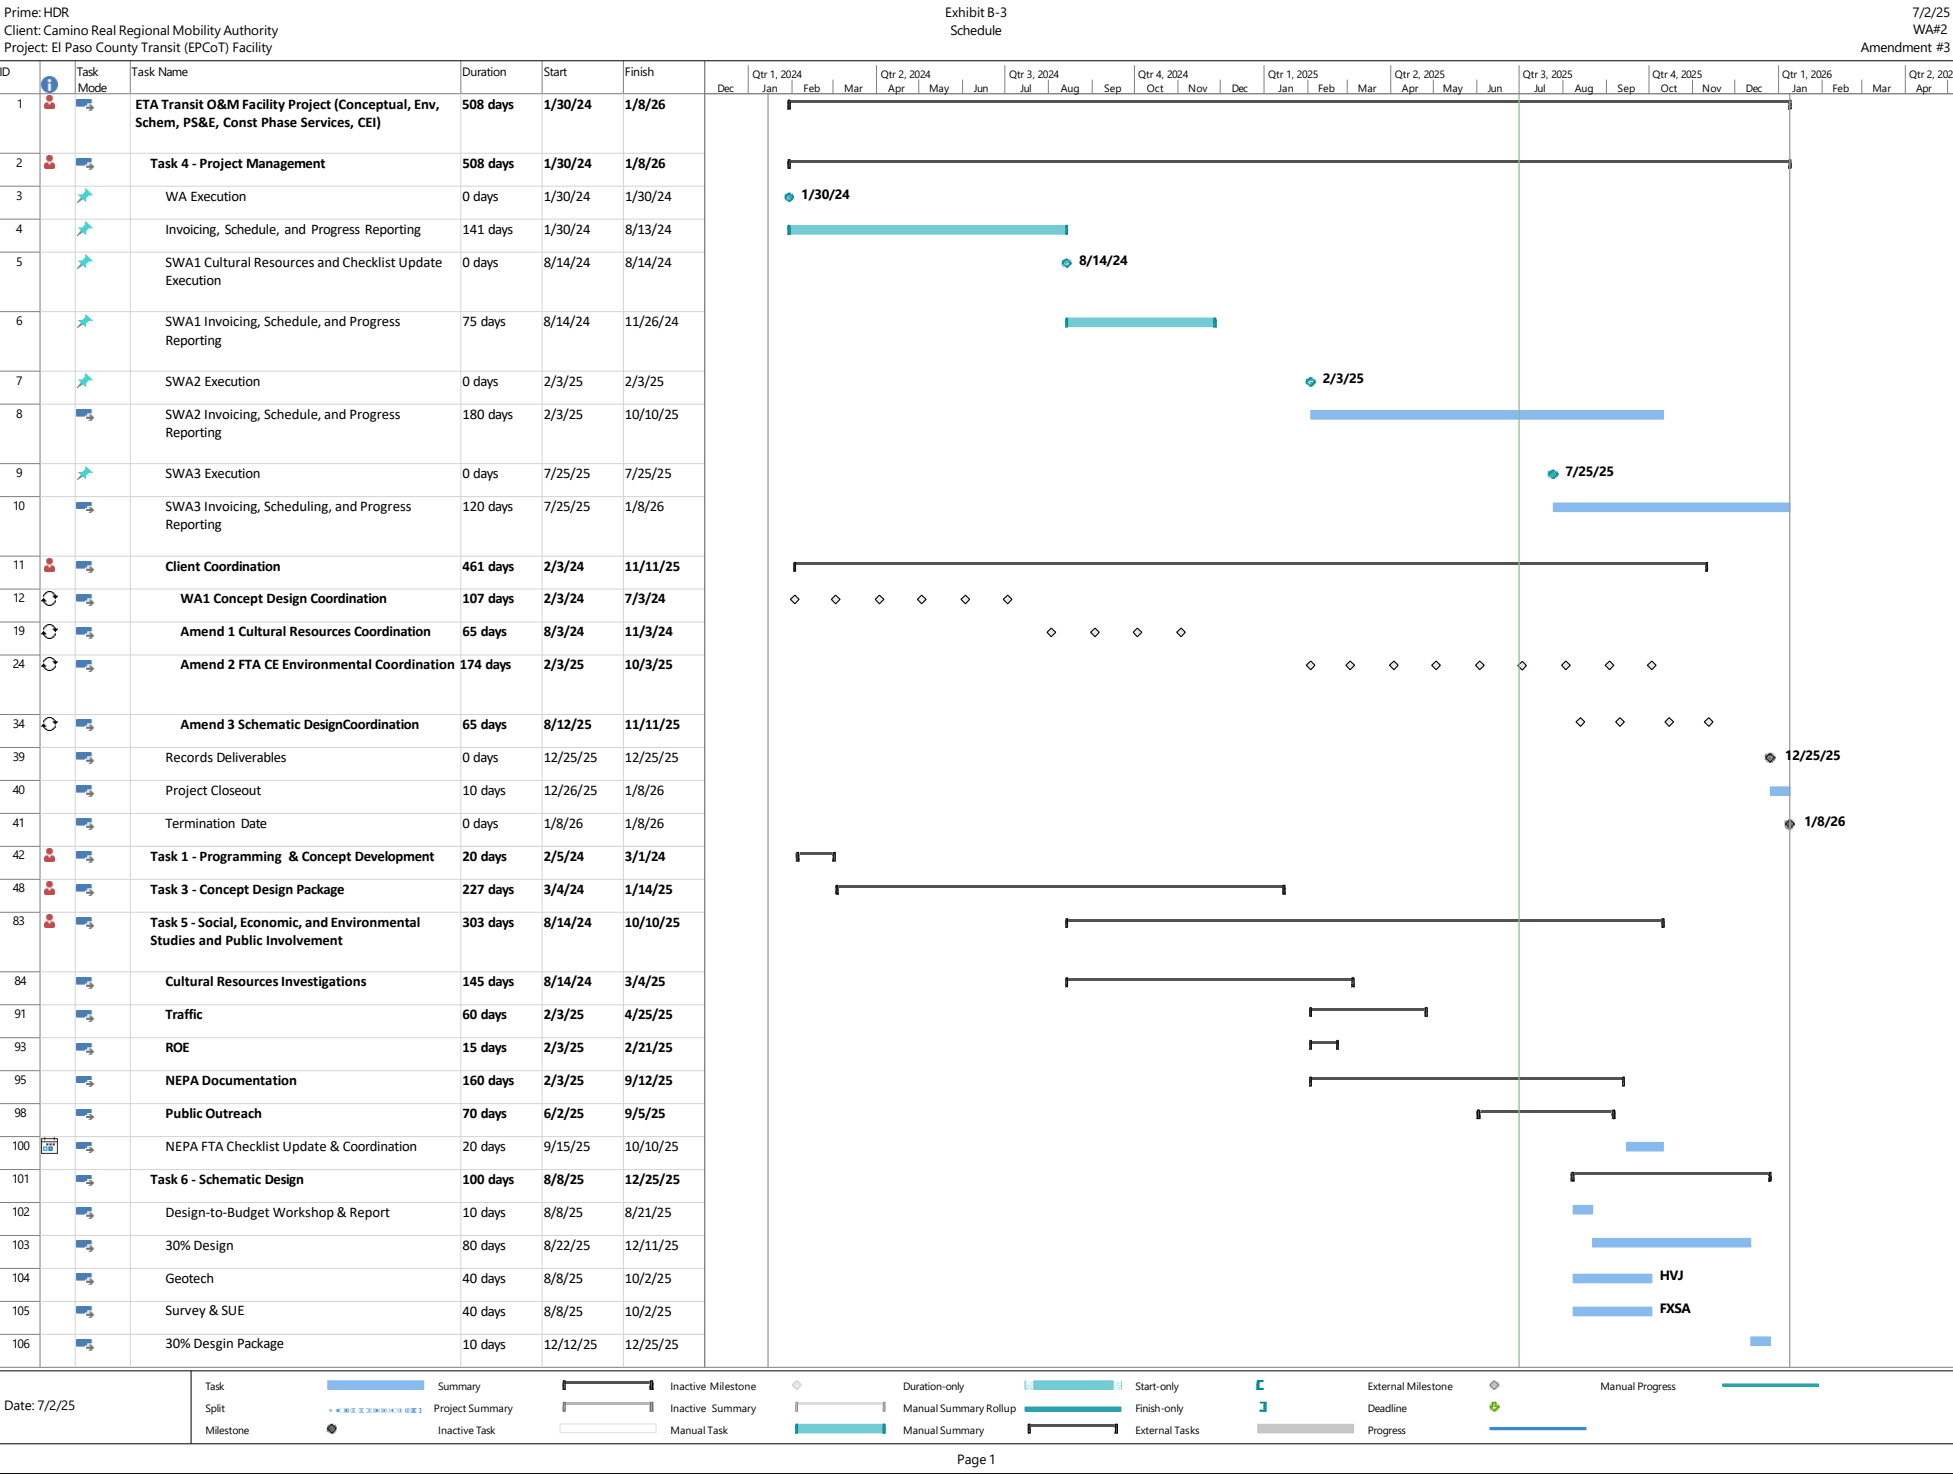 Prime: HDR
Client: Camino Real Regional Mobility Authority
Project: El Paso County Transit (EPCoT) Facility
Exhibit B-3
Schedule
7/2/25
WA#2
Amendment #3
ID Task Mode Task Name Duration Start Finish
Qtr 1, 2024 Qtr 2, 2024 Qtr 3, 2024 Qtr 4, 2024 Qtr 1, 2025 Qtr 2, 2025 Qtr 3, 2025 Qtr 4, 2025 Qtr 1, 2026 Qtr 2, 202
Dec Jan Feb Mar Apr May Jun Jul Aug Sep Oct Nov Dec Jan Feb Mar Apr May Jun Jul Aug Sep Oct Nov Dec Jan Feb Mar Apr
1 ETA Transit O&M Facility Project (Conceptual, Env, 508 days 1/30/24 1/8/26
Schem, PS&E, Const Phase Services, CEI)
2 Task 4 - Project Management 508 days 1/30/24 1/8/26
3 WA Execution 0 days 1/30/24 1/30/24 1/30/24
4 Invoicing, Schedule, and Progress Reporting 141 days 1/30/24 8/13/24
5 SWA1 Cultural Resources and Checklist Update 0 days 8/14/24 8/14/24 8/14/24
Execution
6 SWA1 Invoicing, Schedule, and Progress 75 days 8/14/24 11/26/24
Reporting
7 SWA2 Execution 0 days 2/3/25 2/3/25 2/3/25
8 SWA2 Invoicing, Schedule, and Progress 180 days 2/3/25 10/10/25
Reporting
9 SWA3 Execution 0 days 7/25/25 7/25/25 7/25/25
10 SWA3 Invoicing, Scheduling, and Progress 120 days 7/25/25 1/8/26
Reporting
11 Client Coordination 461 days 2/3/24 11/11/25
12 WA1 Concept Design Coordination 107 days 2/3/24 7/3/24
19 Amend 1 Cultural Resources Coordination 65 days 8/3/24 11/3/24
24 Amend 2 FTA CE Environmental Coordination 174 days 2/3/25 10/3/25
34 Amend 3 Schematic DesignCoordination 65 days 8/12/25 11/11/25
39 Records Deliverables 0 days 12/25/25 12/25/25 12/25/25
40 Project Closeout 10 days 12/26/25 1/8/26
41 Termination Date 0 days 1/8/26 1/8/26 1/8/26
42 Task 1 - Programming & Concept Development 20 days 2/5/24 3/1/24
48 Task 3 - Concept Design Package 227 days 3/4/24 1/14/25
83 Task 5 - Social, Economic, and Environmental 303 days 8/14/24 10/10/25
Studies and Public Involvement
84 Cultural Resources Investigations 145 days 8/14/24 3/4/25
91 Traffic 60 days 2/3/25 4/25/25
93 ROE 15 days 2/3/25 2/21/25
95 NEPA Documentation 160 days 2/3/25 9/12/25
98 Public Outreach 70 days 6/2/25 9/5/25
100 NEPA FTA Checklist Update & Coordination 20 days 9/15/25 10/10/25
101 Task 6 - Schematic Design 100 days 8/8/25 12/25/25
102 Design-to-Budget Workshop & Report 10 days 8/8/25 8/21/25
103 30% Design 80 days 8/22/25 12/11/25
104 Geotech 40 days 8/8/25 10/2/25 HVJ
105 Survey & SUE 40 days 8/8/25 10/2/25 FXSA
106 30% Desgin Package 10 days 12/12/25 12/25/25
Date: 7/2/25
Task Summary Inactive Milestone Duration-only Start-only External Milestone Manual Progress
Split Project Summary Inactive Summary Manual Summary Rollup Finish-only Deadline
Milestone Inactive Task Manual Task Manual Summary External Tasks Progress
Page 1